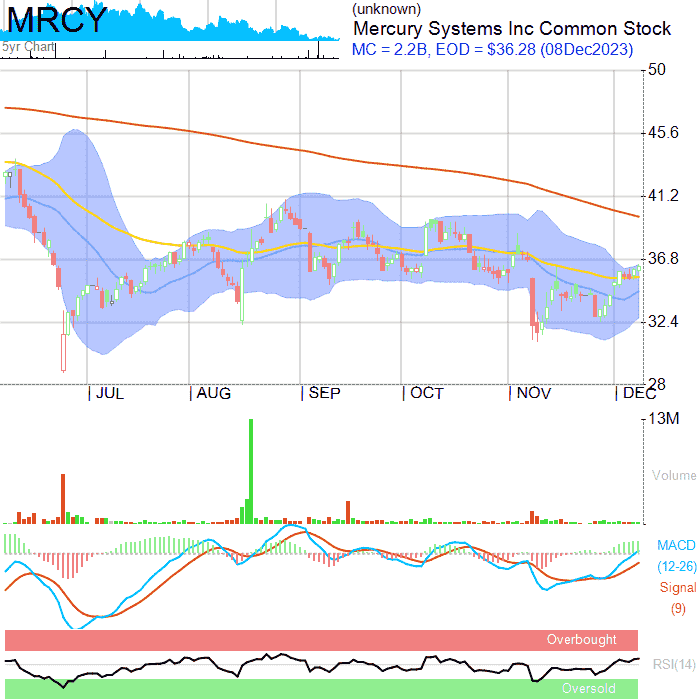 MRCY
5yr Chart
(unknown)
Mercury Systems Inc Common Stock
MC = 2.2B, EOD = $36.28 (08Dec2023)
50
45.6
41.2
36.8
32.4
28
JUL AUG SEP OCT NOV DEC
13M
Volume
MACD
(12-26)
Signal
(9)
Overbought
RSI(14)
Oversold